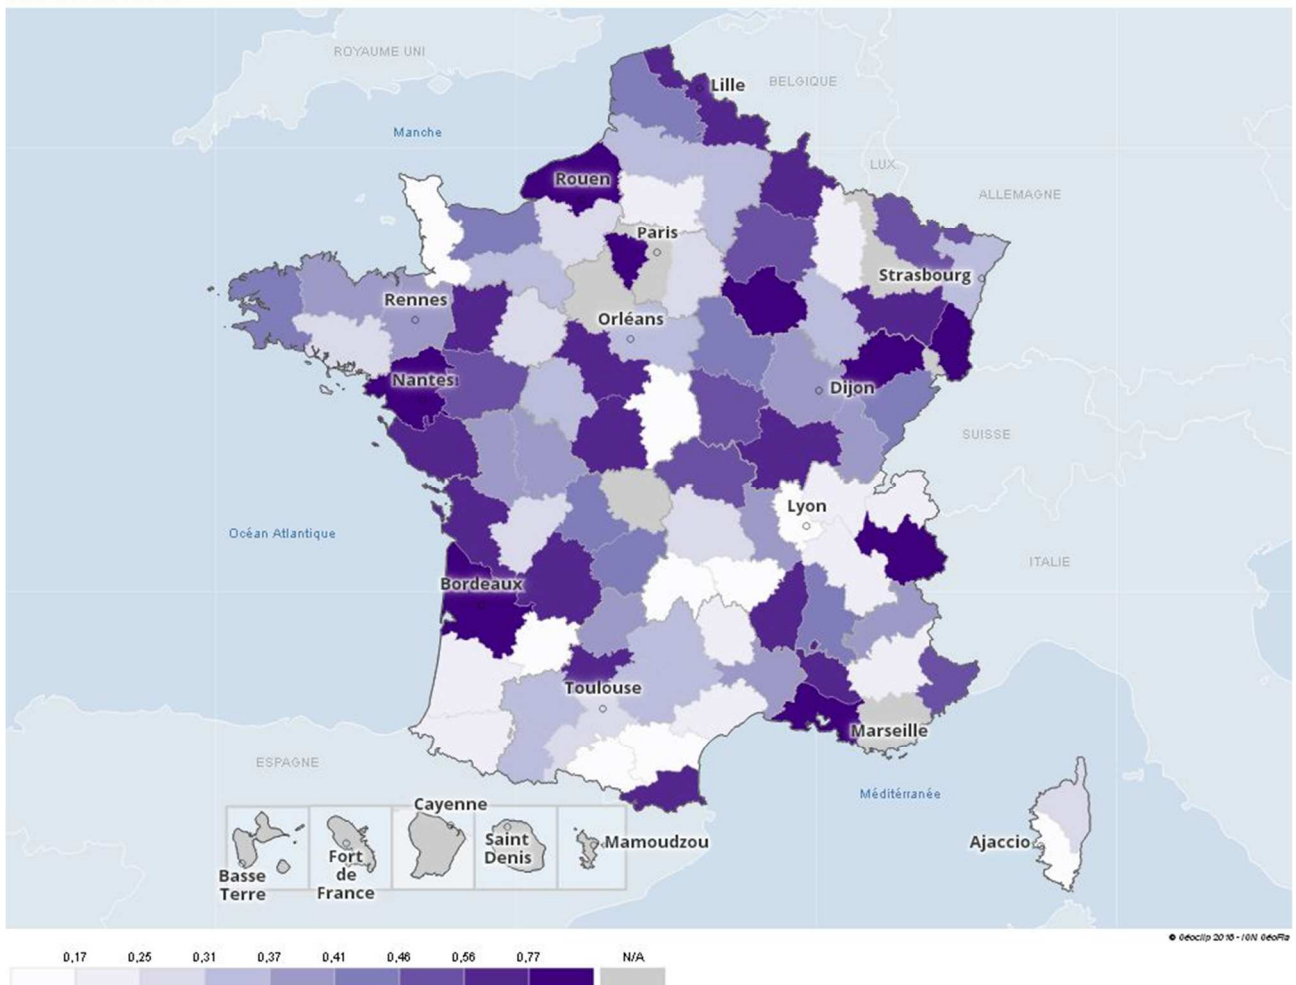 ROYAUME UNI
Lille
BELGIQUE
Manche
LUX.
Rouen
ALLEMAGNE
Paris
Strasbourg
Rennes
Orléans
Nantes
Dijon
SUISSE
Lyon
Océan Atlantique
ITALIE
Bordeaux
Toulouse
Marseille
ESPAGNE
Méditérranée
Cayenne
Saint
Denis
Mamoudzou
Ajaccio
Fort
de
France
Basse
Terre
© Géoclip 2016 - IGN GéoFla
0,17 0,25 0,31 0,37 0,41 0,46 0,56 0,77 N/A